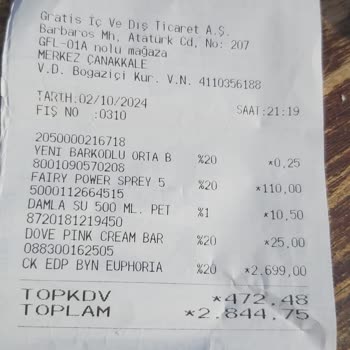 Gratis İç Ve Dış Ticaret A.Ş.
Barbaros Mh. Atatürk Cd, No: 207
GFL-01A nolu mağaza
MERKEZ ÇANAKKALE
V.D. Bogaziçi Kur. V.N. 4110356188
TARTH:02/10/2024 SAAT:21:19
FIŞ NO :0310
2050000216718
YENİ BARKODLU ORTA B %20 *0,25
8001090570208
FAIRY POWER SPREY 5 %20 *110,00
5000112664515
DAMLA SU 500 ML. PET %1 *10,50
8720181219450
DOVE PINK CREAM BAR %20 *25,00
088300162505
CK EDP BYN EUPHORIA %20 *2.699,00
TOPKDV *472.48
TOPLAM *2.844.75